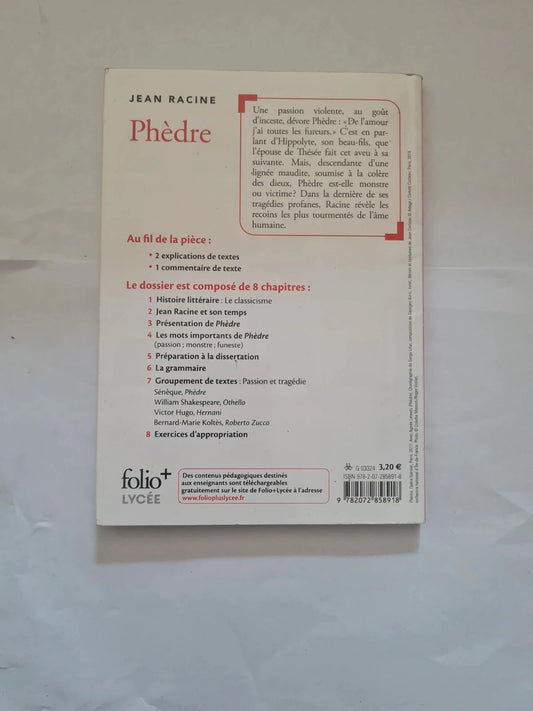 JEAN RACINE
Phèdre
Une passion violente, au goût
d'inceste, dévore Phèdre : «De l'amour
j'ai toutes les fureurs.» C'est en par-
lant d'Hippolyte, son beau-fils, que
l'épouse de Thésée fait cet aveu à sa
suivante. Mais, descendante d'une
lignée maudite, soumise à la colère
des dieux, Phèdre est-elle monstre
ou victime? Dans la dernière de ses
tragédies profanes, Racine révèle les
recoins les plus tourmentés de l'âme
humaine.
Au fil de la pièce :
• 2 explications de textes
• 1 commentaire de texte
Le dossier est composé de 8 chapitres :
1 Histoire littéraire : Le classicisme
2 Jean Racine et son temps
3 Présentation de Phèdre
4 Les mots importants de Phèdre
(passion ; monstre ; funeste)
5 Préparation à la dissertation
6 La grammaire
7 Groupement de textes : Passion et tragédie
Sénèque, Phèdre
William Shakespeare, Othello
Victor Hugo, Hernani
Bernard-Marie Koltès, Roberto Zucco
8 Exercices d'appropriation
folio+
LYCÉE
Des contenus pédagogiques destinés
aux enseignants sont téléchargeables
gratuitement sur le site de Folio+Lycée à l'adresse
www.foliopluslycee.fr
G 03324 3,20 €
ISBN 978-2-07-285891-8
9 782072 858918